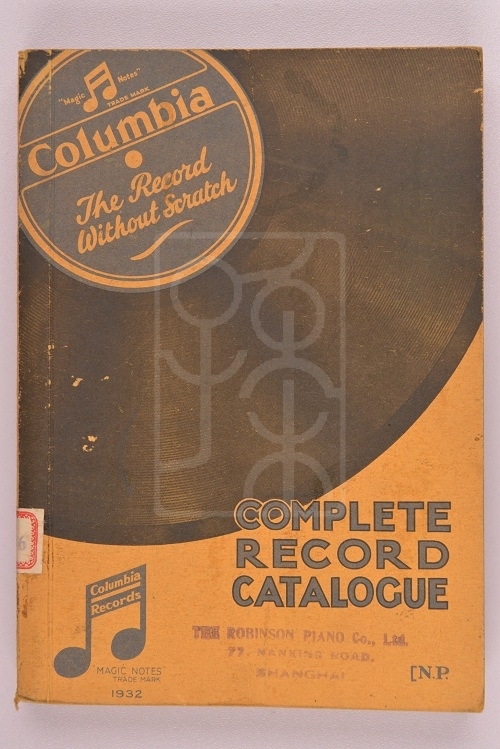 "Magic Notes"
TRADE MARK
Columbia
The Record
Without Scratch
COMPLETE
RECORD
CATALOGUE
Columbia
Records
"MAGIC NOTES"
TRADE MARK
1932
THE ROBINSON PIANO Co., Ltd.
77, NANKING ROAD,
SHANGHAI
[N.P.
6